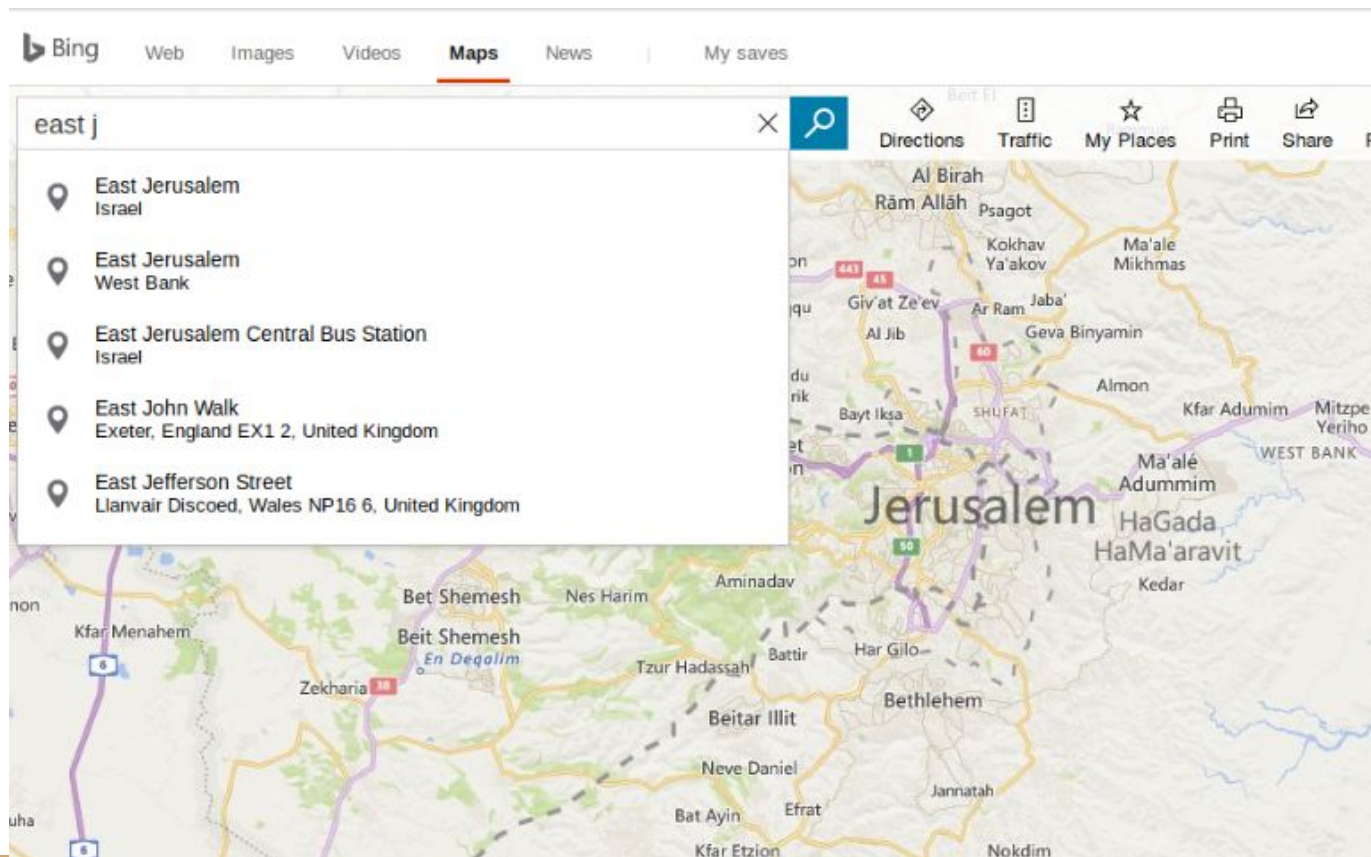 Bing Web Images Videos Maps News My saves
east j
Directions Traffic My Places Print Share
East Jerusalem
Israel
East Jerusalem
West Bank
East Jerusalem Central Bus Station
Israel
East John Walk
Exeter, England EX1 2, United Kingdom
East Jefferson Street
Llanvair Discoed, Wales NP16 6, United Kingdom
Beit El
Al Birah
Rām Allāh
Psagot
Kokhav
Ya'akov
Ma'ale
Mikhmas
443
45
Giv'at Ze'ev
Ar Ram
Jaba'
Al Jib
Geva Binyamin
60
Almon
Bayt Iksa
SHUFAT
Kfar Adumim
Mitzpe
Yeriho
1
WEST BANK
Ma'alé
Adummim
Jerusalem
HaGada
HaMa'aravit
50
Kedar
Aminadav
Bet Shemesh
Nes Harim
Kfar Menahem
Beit Shemesh
En Deqalim
6
Tzur Hadassah
Battir
Har Gilo
Zekharia
38
Bethlehem
Beitar Illit
Neve Daniel
Jannatah
Bat Ayin
Efrat
6
Kfar Etzion
Nokdim